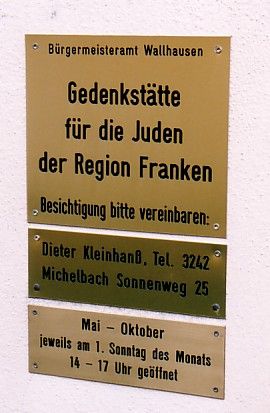 Bürgermeisteramt Wallhausen
Gedenkstätte
für die Juden
der Region Franken
Besichtigung bitte vereinbaren:
Dieter Kleinhanß, Tel. 3242
Michelbach Sonnenweg 25
Mai - Oktober
jeweils am 1. Sonntag des Monats
14 - 17 Uhr geöffnet